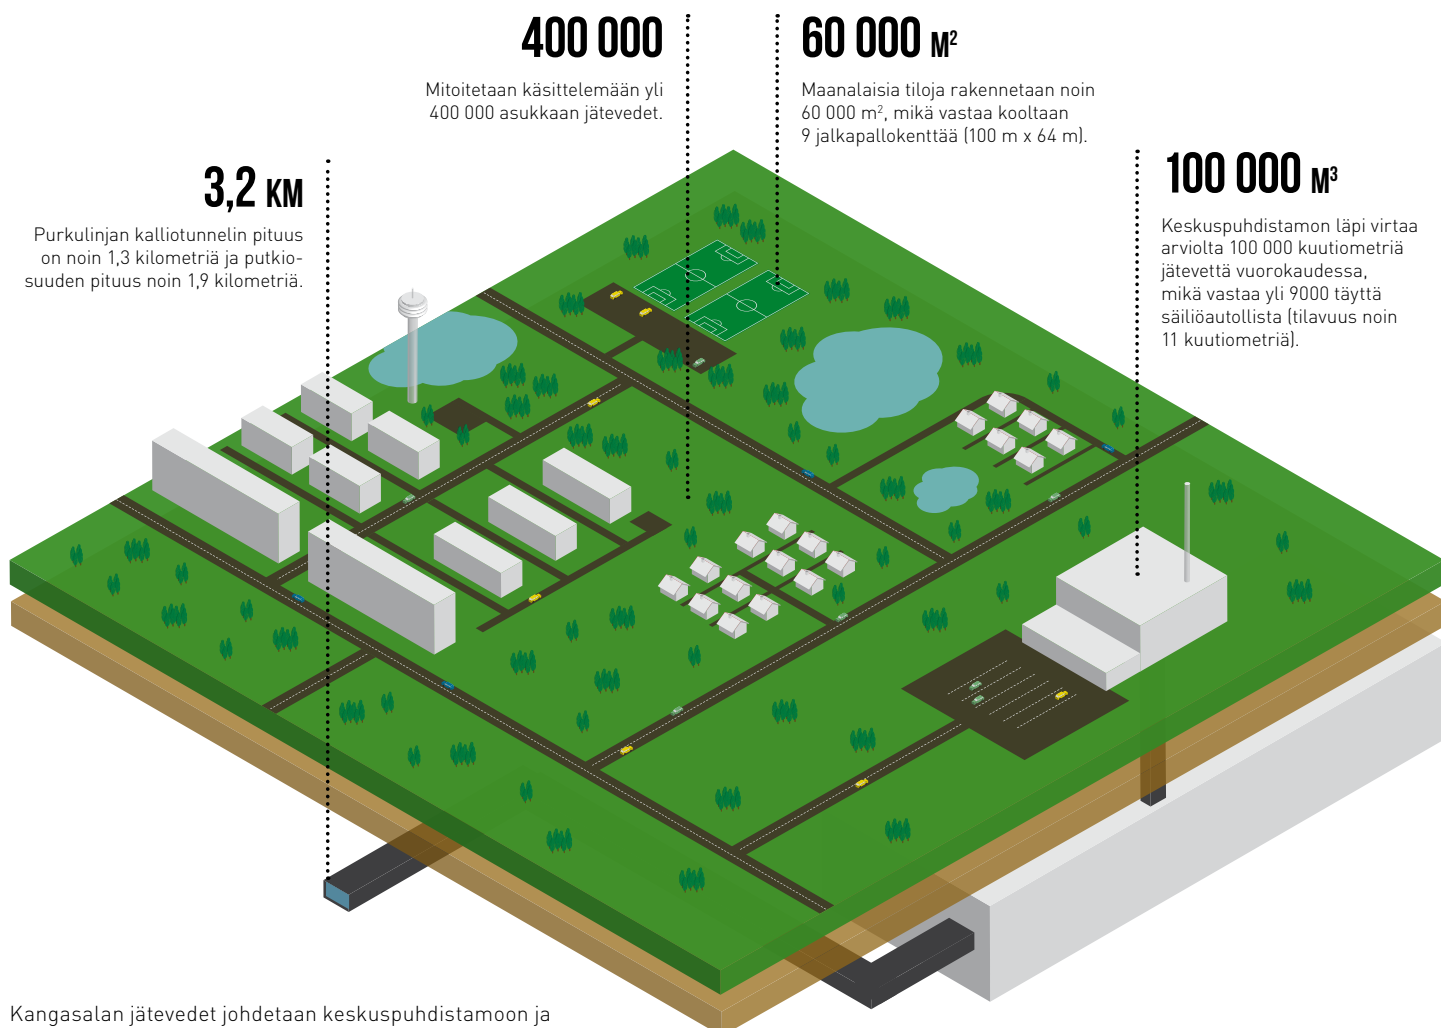 400 000
Mitoitetaan käsittelemään yli
400 000 asukkaan jätevedet.
60 000 M²
Maanalaisia tiloja rakennetaan noin
60 000 m², mikä vastaa kooltaan
9 jalkapallokenttää (100 m x 64 m).
3,2 KM
Purkulinjan kalliotunnelin pituus
on noin 1,3 kilometriä ja putkio-
suuden pituus noin 1,9 kilometriä.
100 000 M³
Keskuspuhdistamon läpi virtaa
arviolta 100 000 kuutiometriä
jätevettä vuorokaudessa,
mikä vastaa yli 9000 täyttä
säiliöautollista (tilavuus noin
11 kuutiometriä).
Kangasalan jätevedet johdetaan keskuspuhdistamoon ja